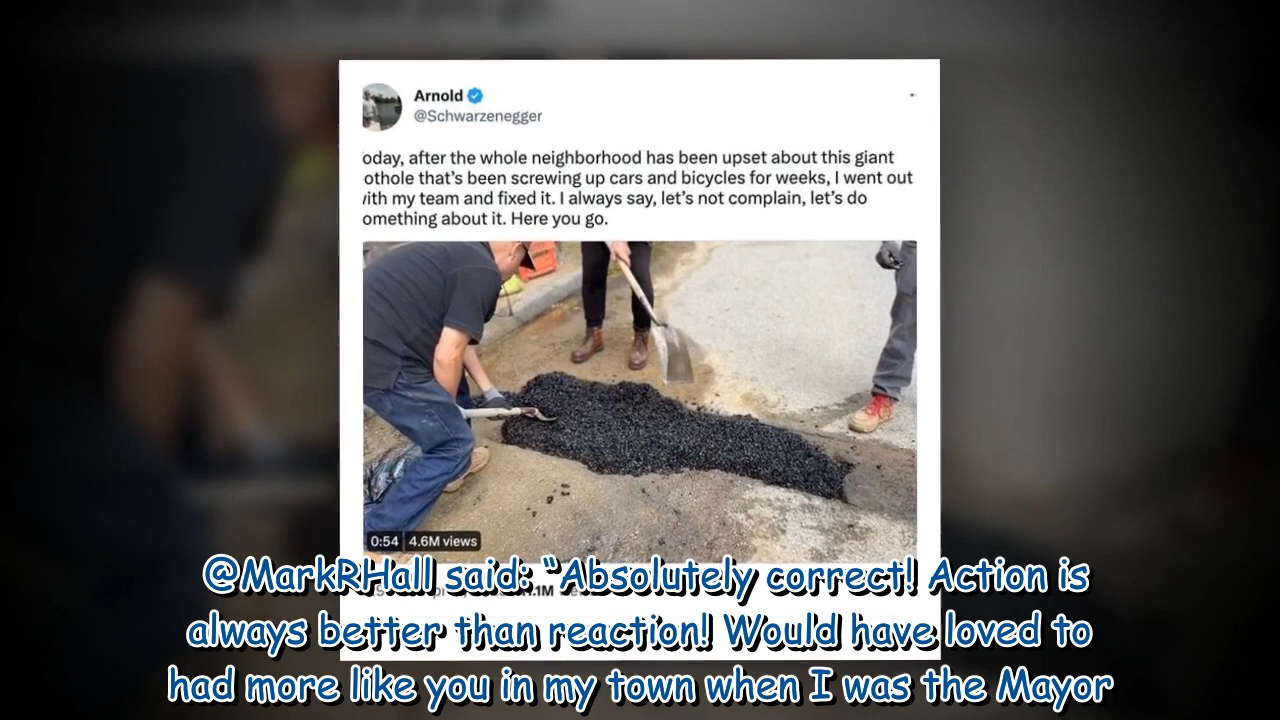 Arnold
@Schwarzenegger
oday, after the whole neighborhood has been upset about this giant
othole that's been screwing up cars and bicycles for weeks, I went out
ith my team and fixed it. I always say, let's not complain, let's do
omething about it. Here you go.
0:54 4.6M views
@MarkRHall said: “Absolutely correct! Action is
always better than reaction! Would have loved to
had more like you in my town when I was the Mayor